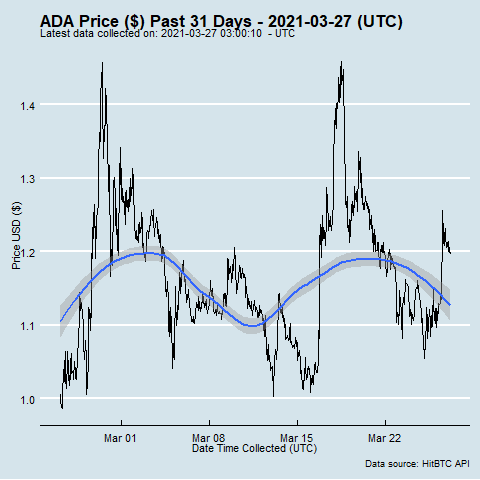 ADA Price ($) Past 31 Days - 2021-03-27 (UTC)
Latest data collected on: 2021-03-27 03:00:10  - UTC
Price USD ($)
1.4
1.3
1.2
1.1
1.0
Mar 01
Mar 08
Mar 15
Mar 22
Date Time Collected (UTC)
Data source: HitBTC API